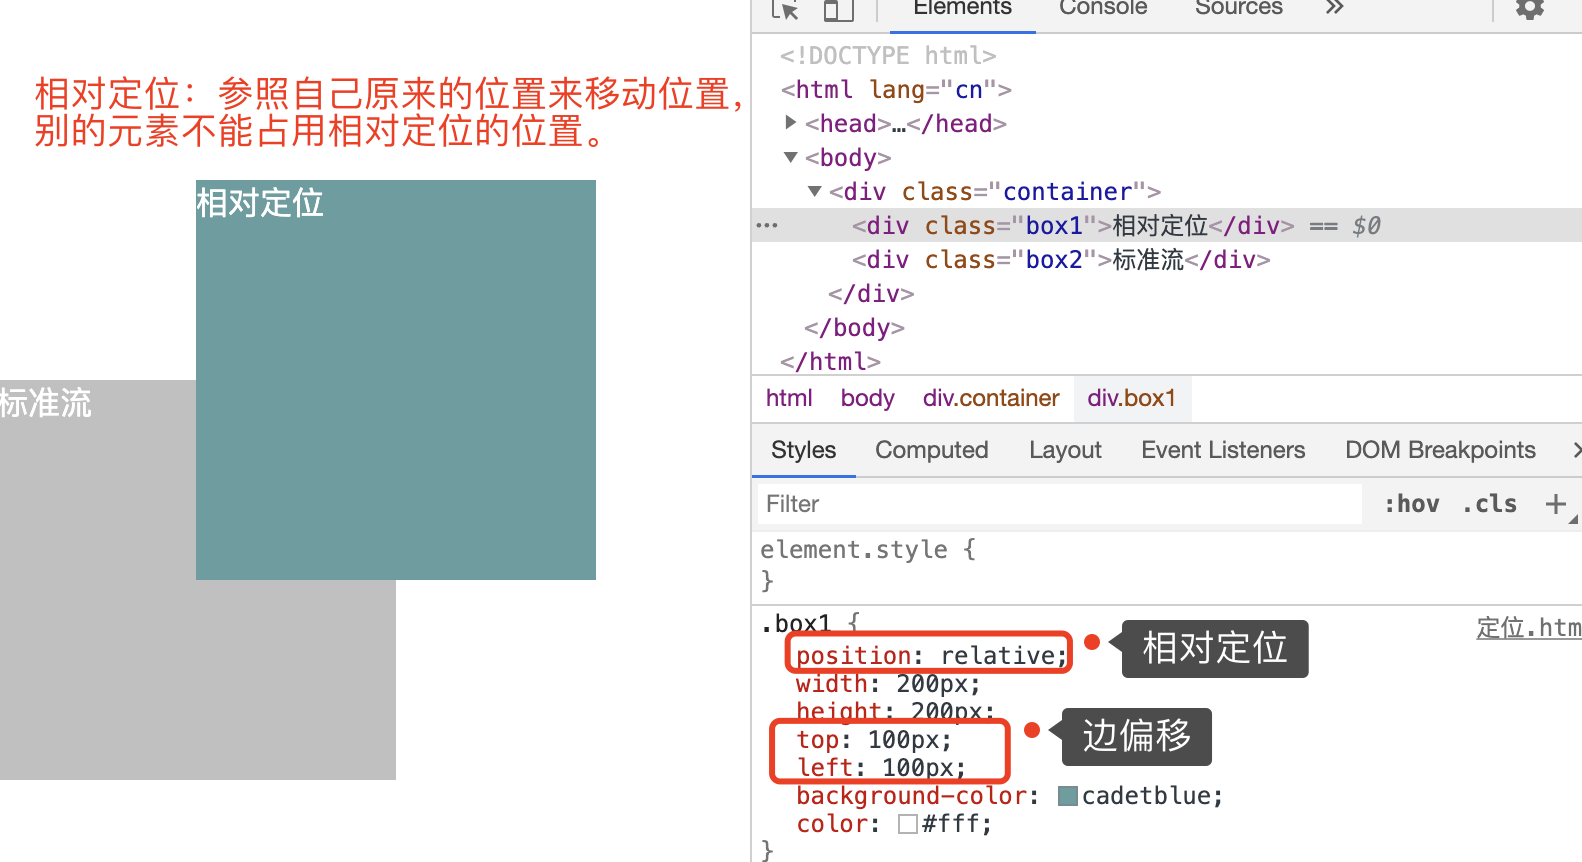 相对定位：参照自己原来的位置来移动位置，
别的元素不能占用相对定位的位置。
相对定位
标准流
Elements Console Sources »
<!DOCTYPE html>
<html lang="cn">
<head>…</head>
<body>
<div class="container">
<div class="box1">相对定位</div> == $0
<div class="box2">标准流</div>
</div>
</body>
</html>
html body div.container div.box1
Styles Computed Layout Event Listeners DOM Breakpoints
Filter :hov .cls +
element.style {
}
.box1 { 定位.htm
position: relative; 相对定位
width: 200px;
height: 200px;
top: 100px; 边偏移
left: 100px;
background-color: cadetblue;
color: #fff;
}